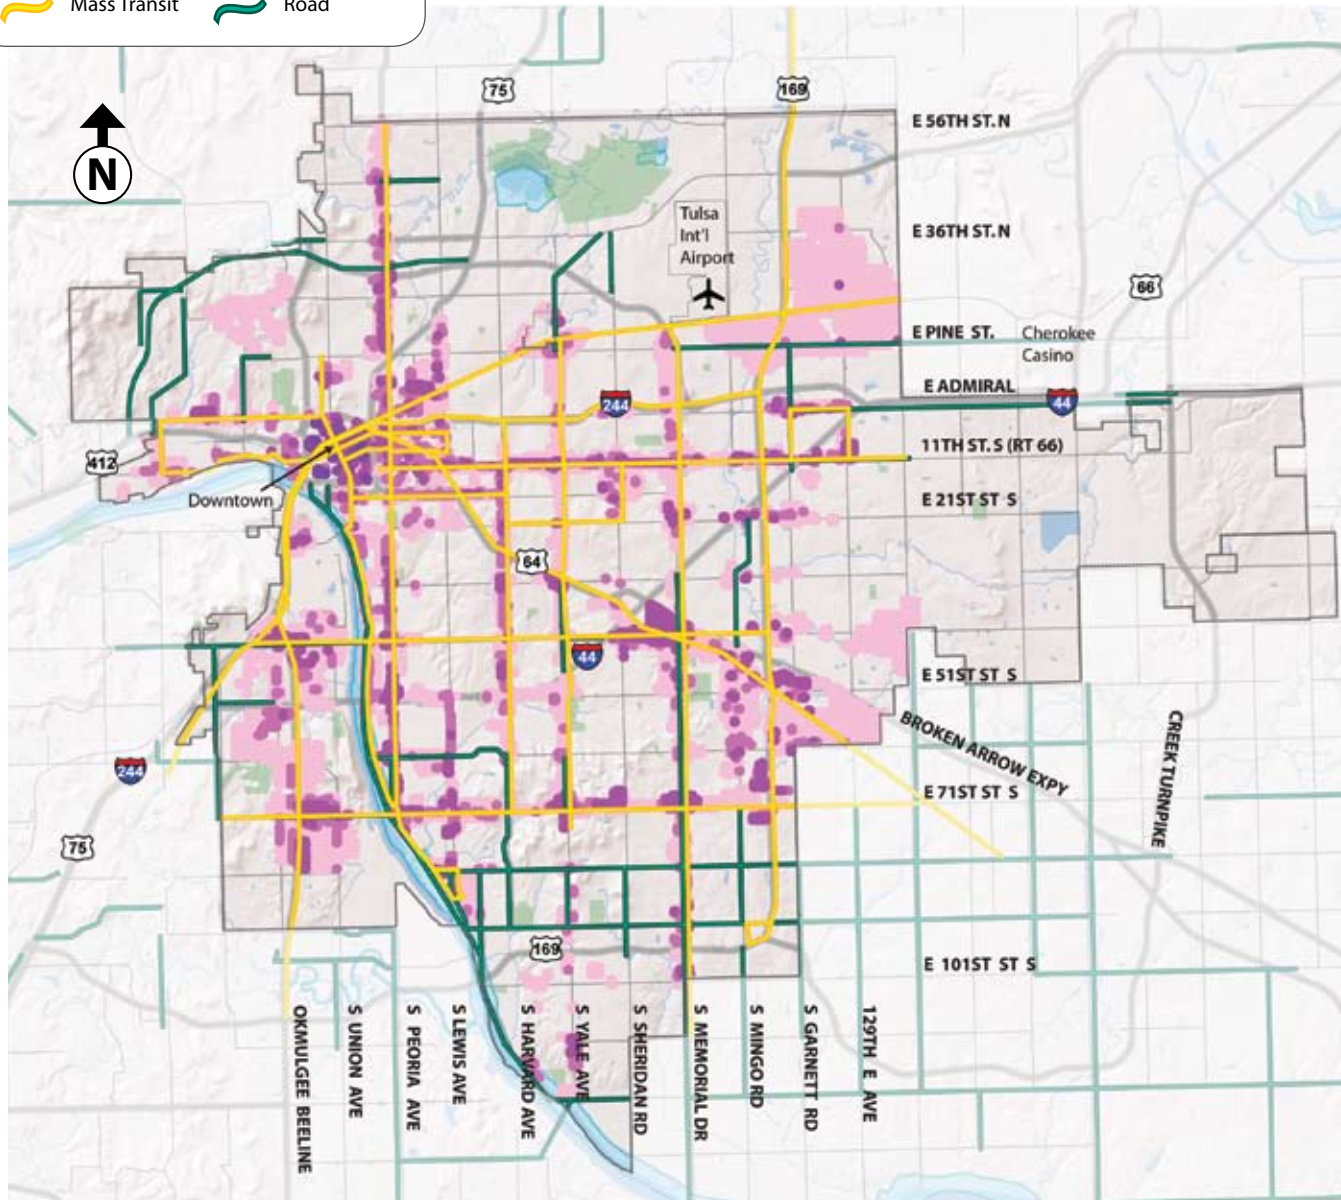 Mass Transit
Road
N
75
169
E 56TH ST. N
Tulsa
Int'l
Airport
E 36TH ST. N
66
E PINE ST.
Cherokee
Casino
E ADMIRAL
244
44
11TH ST. S (RT 66)
412
Downtown
E 21ST ST S
64
44
E 51ST ST S
BROKEN ARROW EXPY
CREEK TURNPIKE
244
E 71ST ST S
75
169
E 101ST ST S
OKMULGEE BEELINE
S UNION AVE
S PEORIA AVE
S LEWIS AVE
S HARVARD AVE
S YALE AVE
S SHERIDAN RD
S MEMORIAL DR
S MINGO RD
S GARNETT RD
129TH E AVE